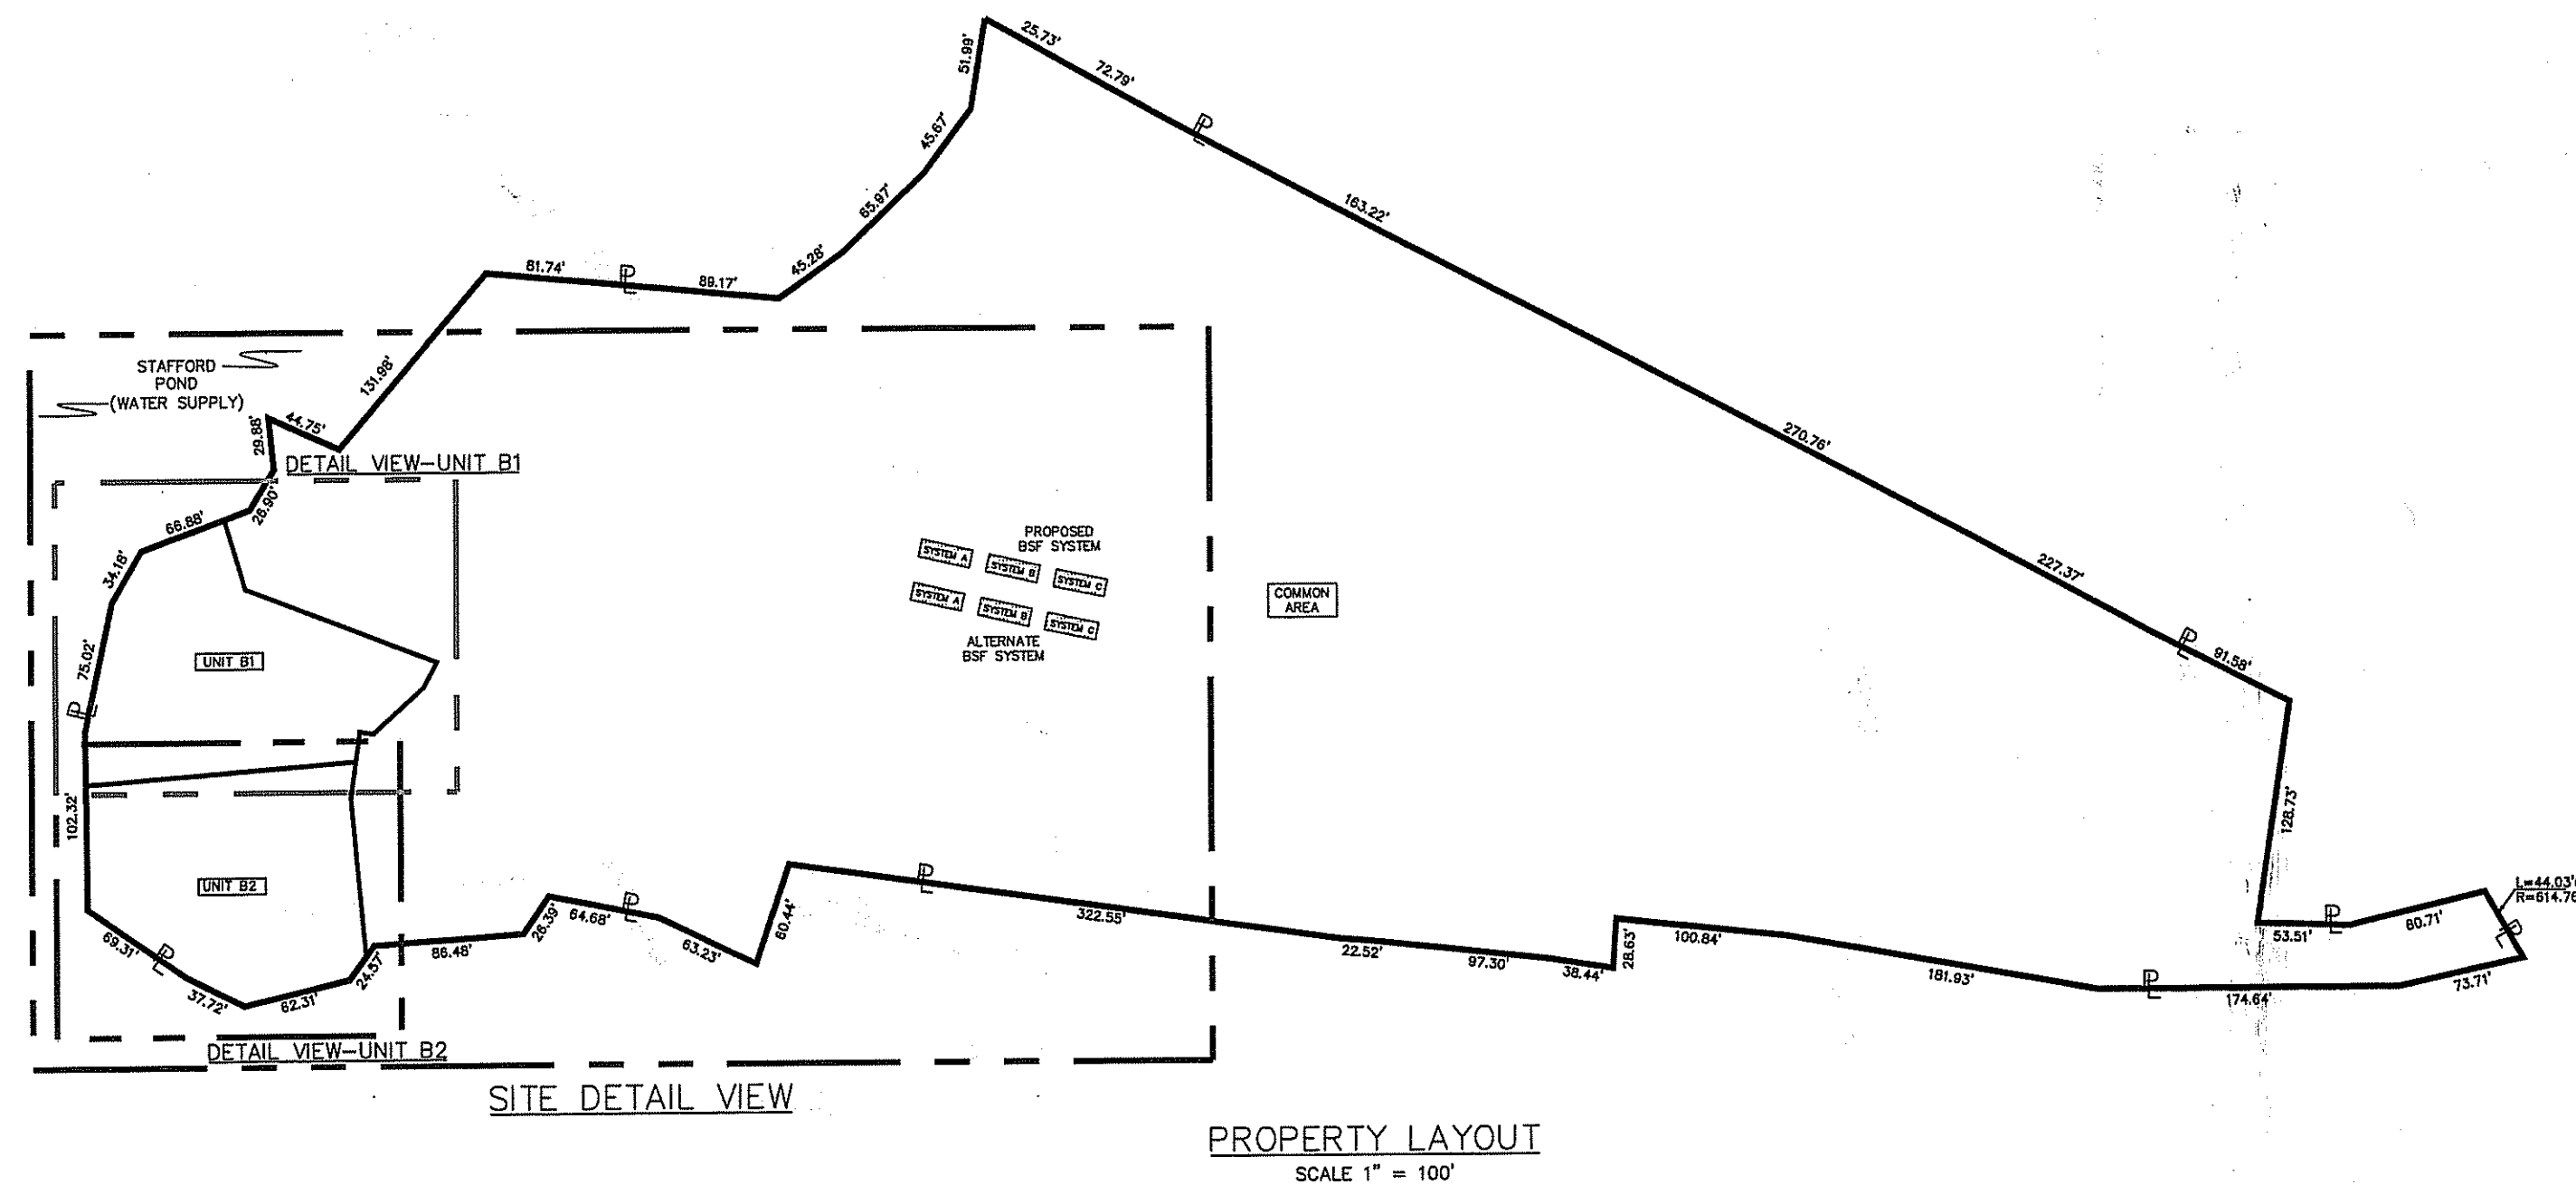 25.73'
72.79'
51.99'
45.67'
65.97'
45.28'
163.22'
81.74'
89.17'
131.98'
STAFFORD
POND
(WATER SUPPLY)
44.75'
29.88'
26.90'
DETAIL VIEW-UNIT B1
66.88'
34.18'
75.02'
270.76'
227.37'
91.58'
PROPOSED
BSF SYSTEM
SYSTEM A
SYSTEM B
SYSTEM C
SYSTEM A
SYSTEM B
SYSTEM C
ALTERNATE
BSF SYSTEM
COMMON
AREA
UNIT B1
102.32'
UNIT B2
128.73'
69.31'
37.72'
62.31'
24.57'
86.48'
26.39'
64.68'
63.23'
60.44'
322.55'
22.52'
97.30'
38.44'
28.63'
100.84'
181.93'
174.64'
53.51'
80.71'
L=44.03'
R=614.76
73.71'
DETAIL VIEW-UNIT B2
SITE DETAIL VIEW
PROPERTY LAYOUT
SCALE 1" = 100'